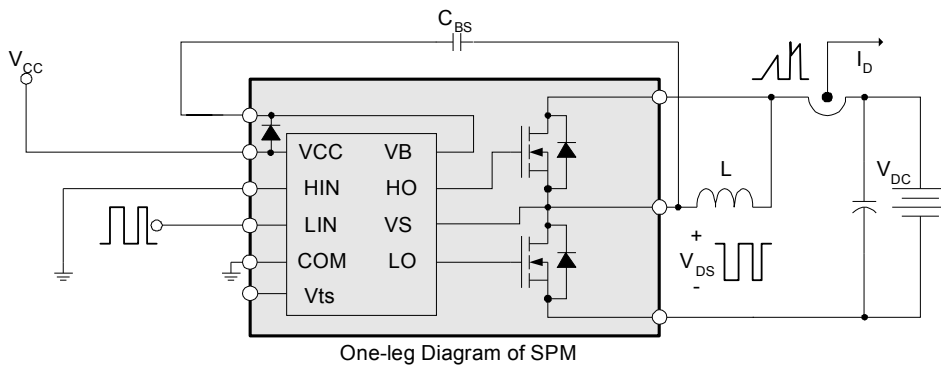 C_BS
V_CC
I_D
VCC VB
HIN HO
LIN VS
COM LO
Vts
L
V_DC
+
V_DS
-
One-leg Diagram of SPM